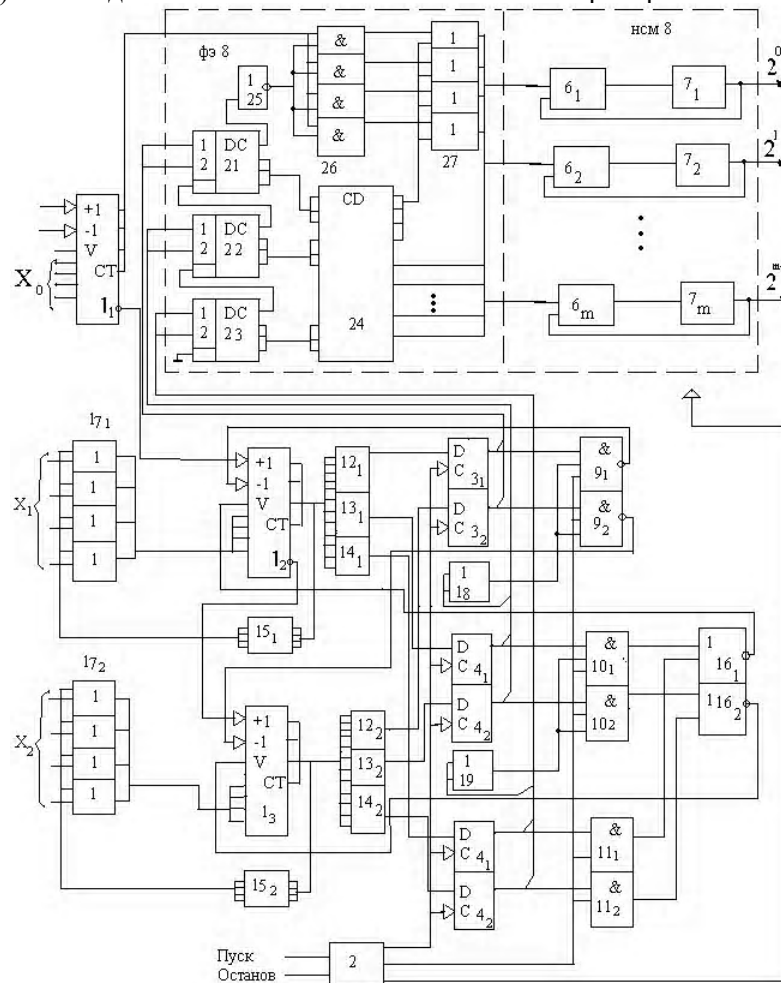 фэ 8
нсм 8
&
&
&
&
26
1
1
1
1
27
1
25
6₁
7₁
2⁰
6₂
7₂
2¹
6ₘ
7ₘ
1
2
DC
21
1
2
DC
22
1
2
DC
23
CD
24
+1
-1
V
CT
1₁
X₀
17₁
X₁
1
1
1
1
+1
-1
V
CT
1₂
12₁
13₁
14₁
15₁
D
C 3₁
D
C 3₂
&
9₁
&
9₂
1
18
D
C 4₁
D
C 4₂
&
10₁
&
10₂
1
16₁
1
16₂
17₂
X₂
1
1
1
1
+1
-1
V
CT
1₃
12₂
13₂
14₂
15₂
1
19
D
C 4₁
D
C 4₂
&
11₁
&
11₂
Пуск
Останов
2